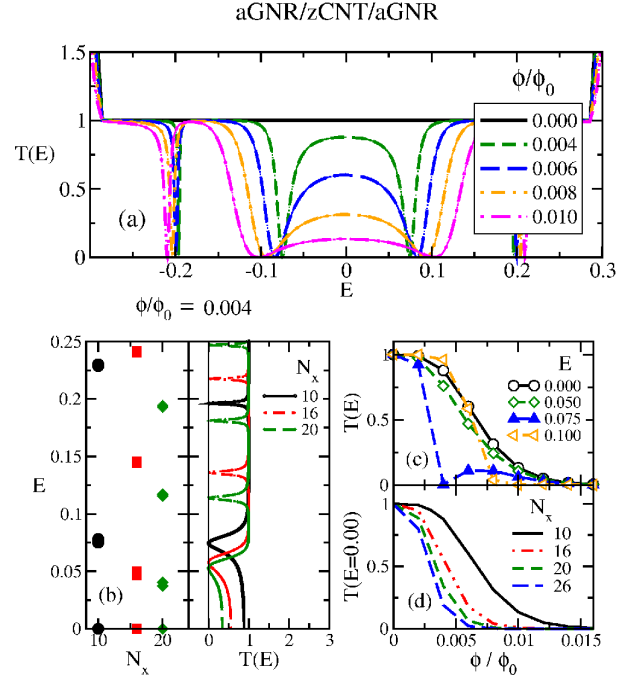 aGNR/zCNT/aGNR
1.5
1
T(E)
0.5
0
(a)
ϕ/ϕ0
0.000
0.004
0.006
0.008
0.010
-0.2 -0.1 0 0.1 0.2 0.3
E
ϕ/ϕ0 = 0.004
0.25
0.2
0.15
E
0.1
0.05
0
(b)
10 20
Nx
Nx
10
16
20
0 1 2 3
T(E)
1
T(E)
0.5
0
(c)
E
0.000
0.050
0.075
0.100
1
T(E=0.00)
0.5
0
(d)
Nx
10
16
20
26
0 0.005 0.01 0.015
ϕ / ϕ0